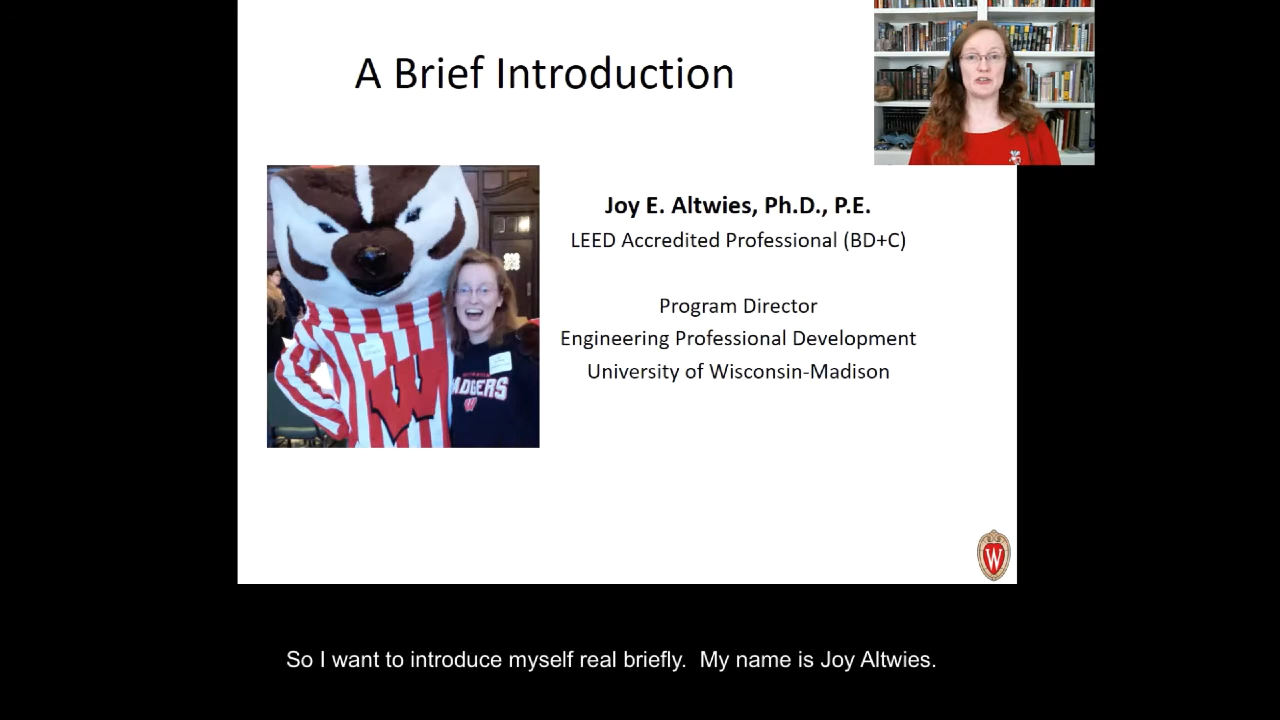 A Brief Introduction
Joy E. Altwies, Ph.D., P.E.
LEED Accredited Professional (BD+C)
Program Director
Engineering Professional Development
University of Wisconsin-Madison
W
ADGERS
W
W
So I want to introduce myself real briefly.  My name is Joy Altwies.